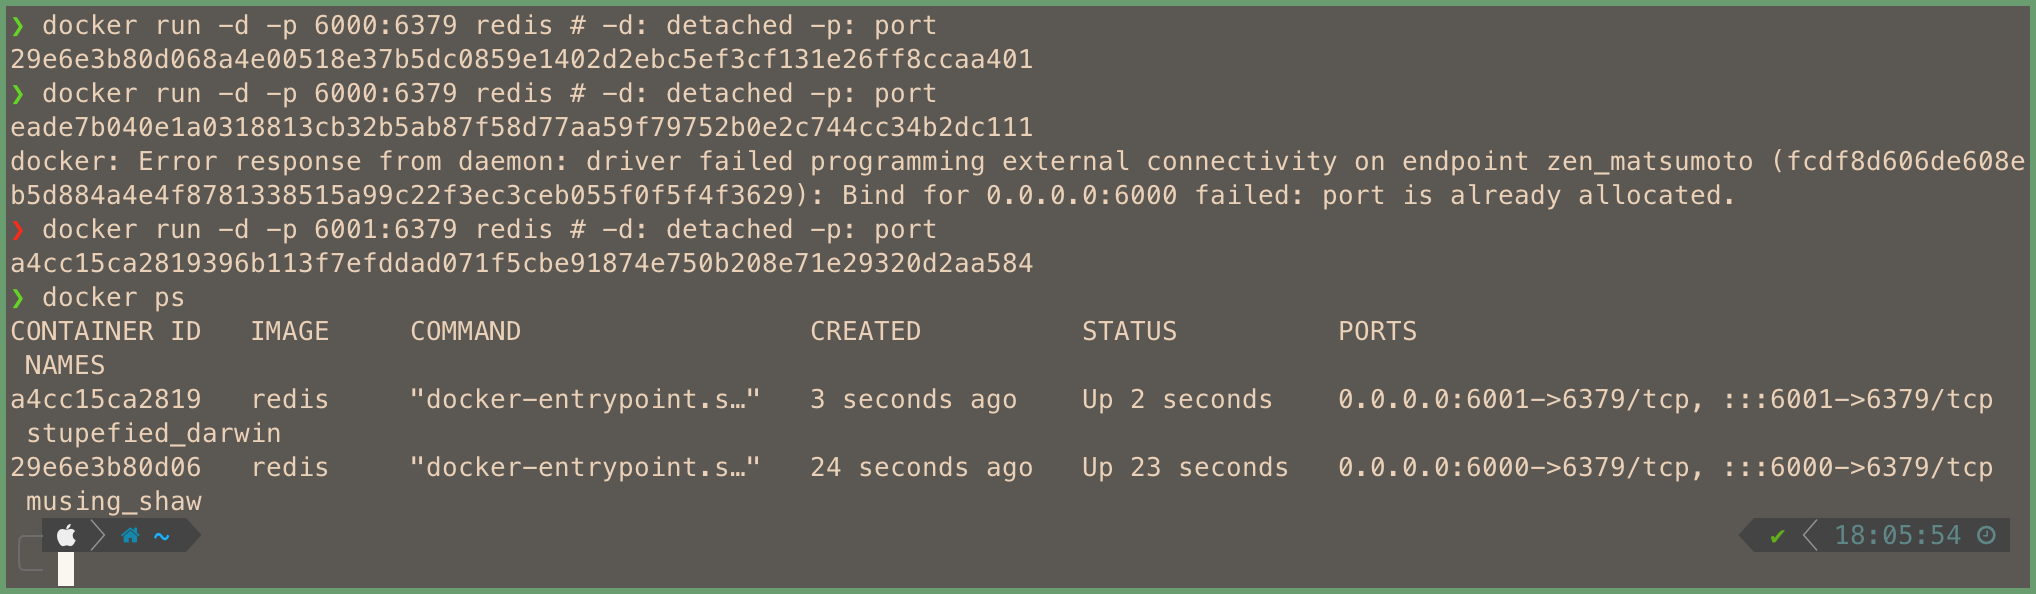 ❯ docker run -d -p 6000:6379 redis # -d: detached -p: port
29e6e3b80d068a4e00518e37b5dc0859e1402d2ebc5ef3cf131e26ff8ccaa401
❯ docker run -d -p 6000:6379 redis # -d: detached -p: port
eade7b040e1a0318813cb32b5ab87f58d77aa59f79752b0e2c744cc34b2dc111
docker: Error response from daemon: driver failed programming external connectivity on endpoint zen_matsumoto (fcdf8d606de608e
b5d884a4e4f8781338515a99c22f3ec3ceb055f0f5f4f3629): Bind for 0.0.0.0:6000 failed: port is already allocated.
❯ docker run -d -p 6001:6379 redis # -d: detached -p: port
a4cc15ca2819396b113f7efddad071f5cbe91874e750b208e71e29320d2aa584
❯ docker ps
CONTAINER ID   IMAGE     COMMAND                  CREATED          STATUS          PORTS
 NAMES
a4cc15ca2819   redis     "docker-entrypoint.s…"   3 seconds ago    Up 2 seconds    0.0.0.0:6001->6379/tcp, :::6001->6379/tcp
 stupefied_darwin
29e6e3b80d06   redis     "docker-entrypoint.s…"   24 seconds ago   Up 23 seconds   0.0.0.0:6000->6379/tcp, :::6000->6379/tcp
 musing_shaw
~ ✔ 18:05:54